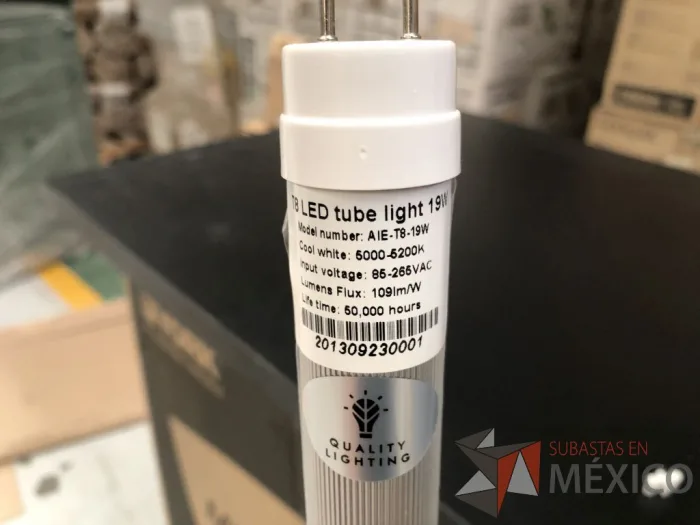 T8 LED tube light 19W
Model number: AIE-T8-19W
Cool white: 5000-5200K
Input voltage: 85-265VAC
Lumens Flux: 109lm/W
Life time: 50,000 hours
201309230001
QUALITY
LIGHTING
SUBASTAS EN
MÉXICO